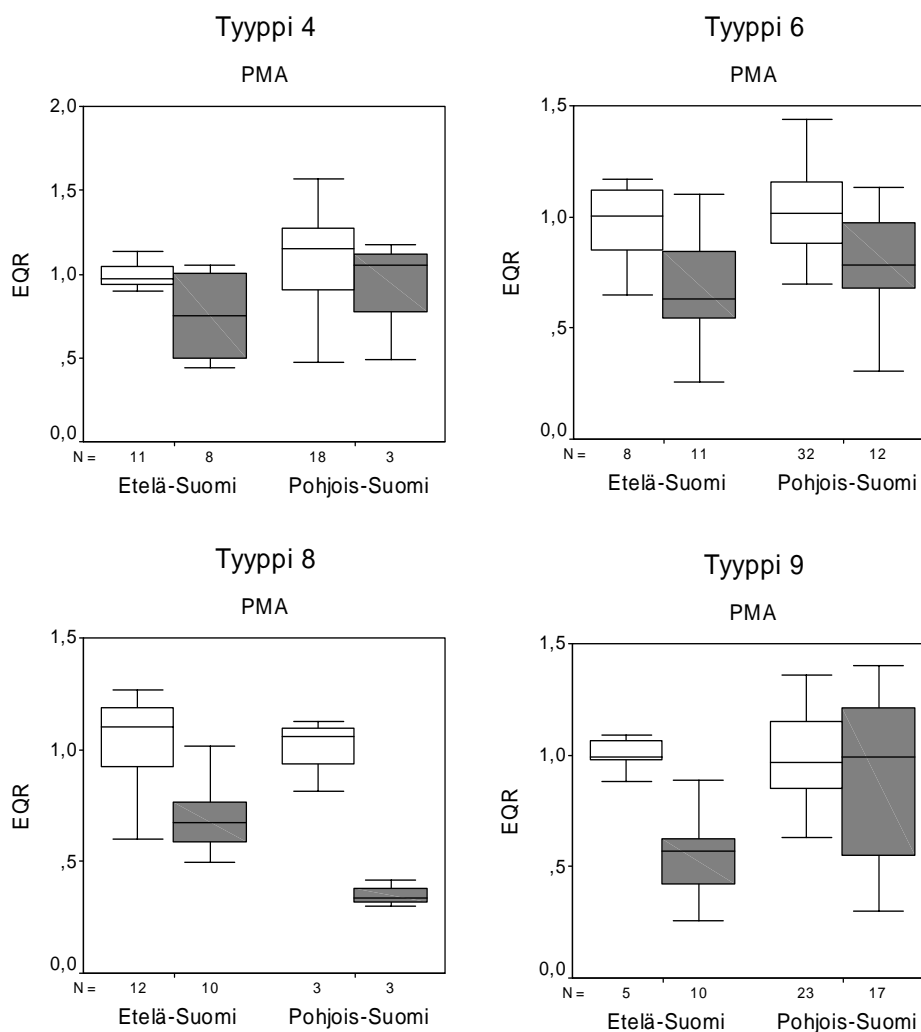 Tyyppi 4
PMA
2,0
1,5
1,0
,5
0,0
EQR
N = 11 8 18 3
Etelä-Suomi Pohjois-Suomi
Tyyppi 6
PMA
1,5
1,0
,5
0,0
EQR
N = 8 11 32 12
Etelä-Suomi Pohjois-Suomi
Tyyppi 8
PMA
1,5
1,0
,5
0,0
EQR
N = 12 10 3 3
Etelä-Suomi Pohjois-Suomi
Tyyppi 9
PMA
1,5
1,0
,5
0,0
EQR
N = 5 10 23 17
Etelä-Suomi Pohjois-Suomi